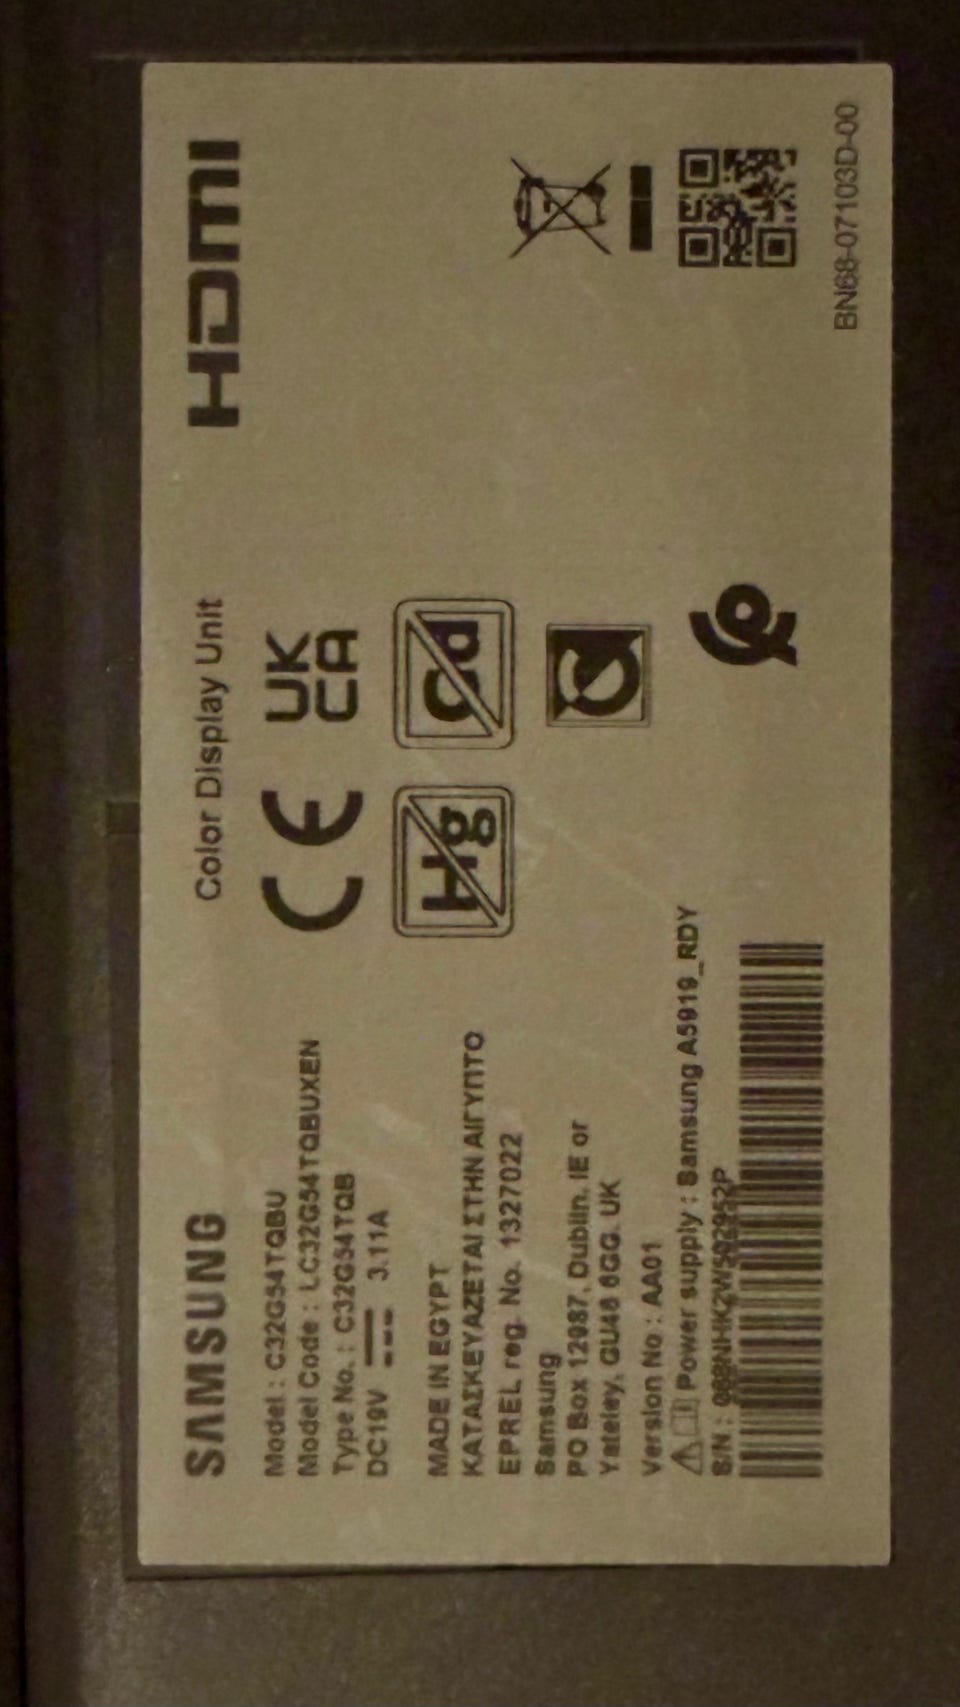 SAMSUNG
Color Display Unit
HDMI
Model : C32G54TQBU
Model Code : LC32G54TQBUXEN
Type No. : C32G54TQB
DC19V 3.11A
CE
UK
CA
Hg
Cd
MADE IN EGYPT
ΚΑΤΑΣΚΕΥΑΖΕΤΑΙ ΣΤΗΝ ΑΙΓΥΠΤΟ
EPREL reg. No. 1327022
Samsung
PO Box 12987, Dublin. IE or
Yateley, GU46 6GG. UK
Version No : AA01
Power supply : Samsung A5919_RDY
S/N :
BN68-07103D-00